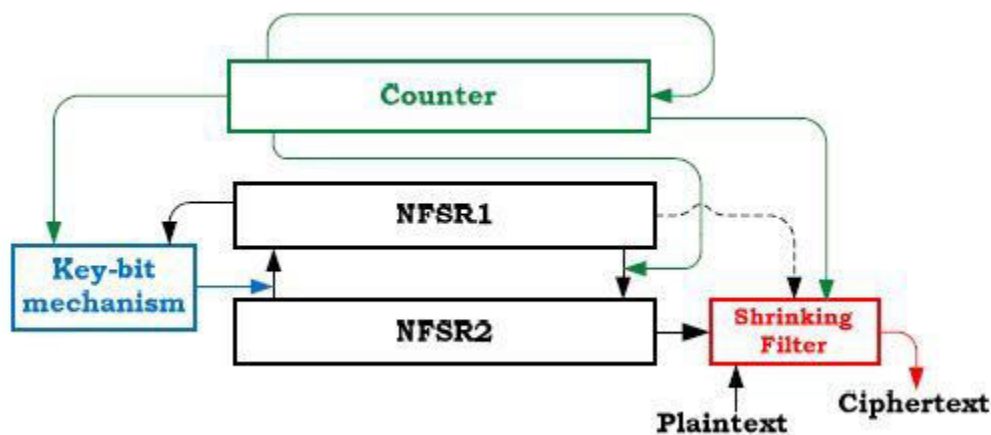 Counter
NFSR1
Key-bit
mechanism
NFSR2
Shrinking
Filter
Plaintext
Ciphertext